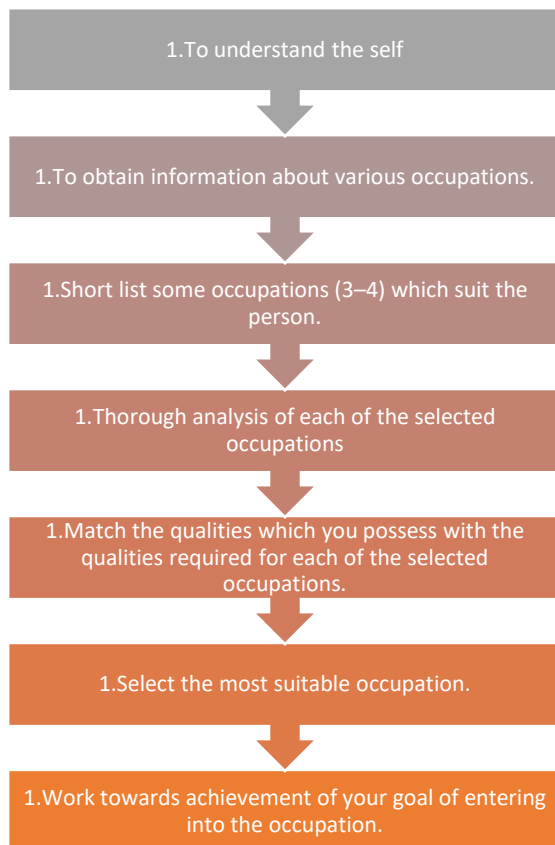 1.To understand the self
1.To obtain information about various occupations.
1.Short list some occupations (3–4) which suit the
person.
1.Thorough analysis of each of the selected
occupations
1.Match the qualities which you possess with the
qualities required for each of the selected
occupations.
1.Select the most suitable occupation.
1.Work towards achievement of your goal of entering
into the occupation.